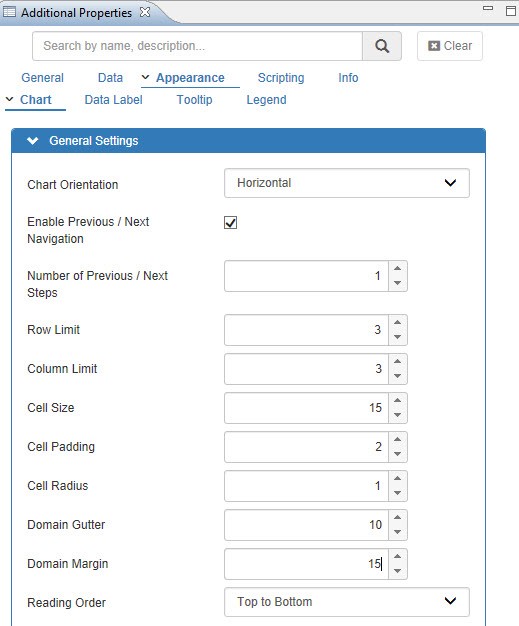 Additional Properties
Search by name, description...
Clear
General Data Appearance Scripting Info
Chart Data Label Tooltip Legend
General Settings
Chart Orientation Horizontal
Enable Previous / Next
Navigation
Number of Previous / Next
Steps
1
Row Limit 3
Column Limit 3
Cell Size 15
Cell Padding 2
Cell Radius 1
Domain Gutter 10
Domain Margin 15
Reading Order Top to Bottom